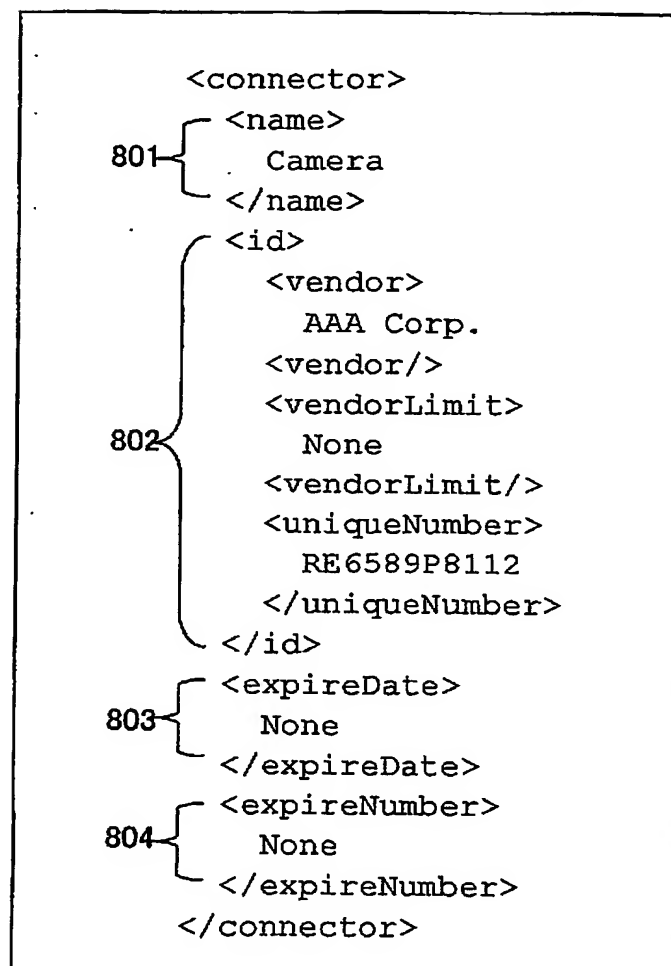 <connector>
801 <name>
Camera
</name>
<id>
<vendor>
AAA Corp.
<vendor/>
<vendorLimit>
802 None
<vendorLimit/>
<uniqueNumber>
RE6589P8112
</uniqueNumber>
</id>
<expireDate>
803 None
</expireDate>
<expireNumber>
804 None
</expireNumber>
</connector>